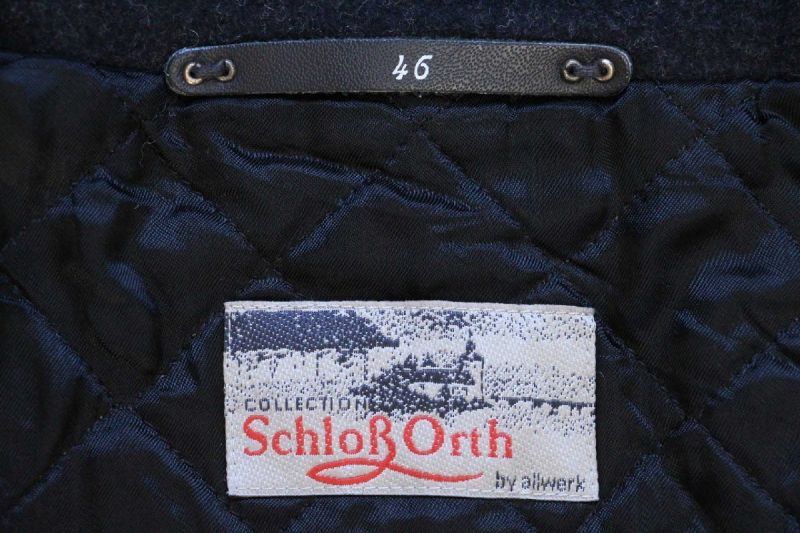 46
COLLECTION
Schloß Orth
by allwerk